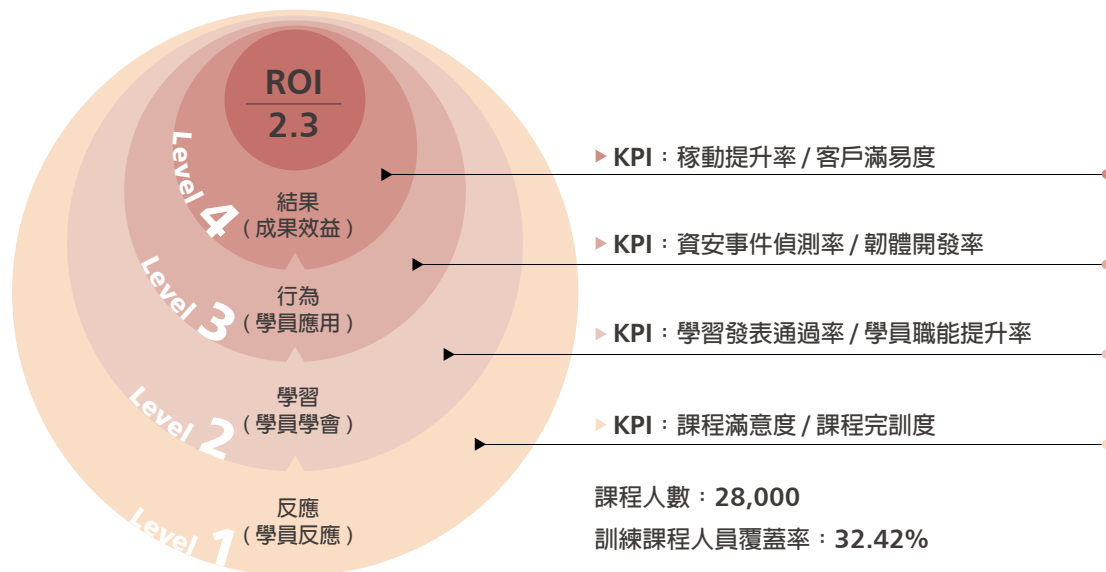 ROI
2.3
Level 4
結果
(成果效益)
Level 3
行為
(學員應用)
Level 2
學習
(學員學會)
Level 1
反應
(學員反應)
KPI：稼動提升率 / 客戶滿易度
KPI：資安事件偵測率 / 韌體開發率
KPI：學習發表通過率 / 學員職能提升率
KPI：課程滿意度 / 課程完訓度
課程人數：28,000
訓練課程人員覆蓋率：32.42%